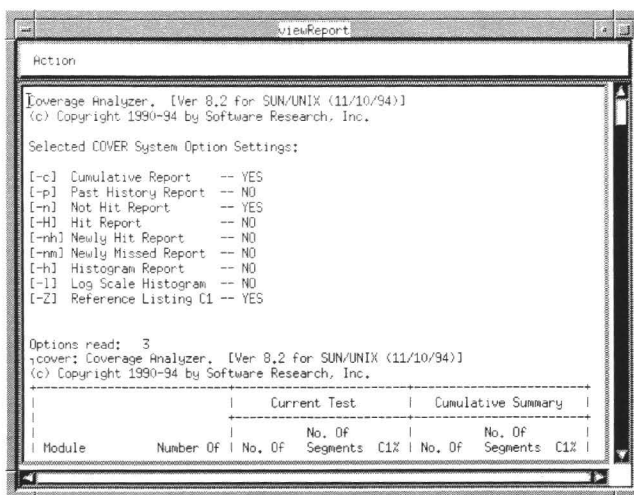 viewReport
Action
Coverage Analyzer. [Ver 8.2 for SUN/UNIX (11/10/94)]
(c) Copyright 1990-94 by Software Research, Inc.
Selected COVER System Option Settings:
[-c] Cumulative Report -- YES
[-p] Past History Report -- NO
[-n] Not Hit Report -- YES
[-H] Hit Report -- NO
[-nh] Newly Hit Report -- NO
[-nm] Newly Missed Report -- NO
[-h] Histogram Report -- NO
[-l] Log Scale Histogram -- NO
[-Z] Reference Listing C1 -- YES
Options read: 3
cover: Coverage Analyzer. [Ver 8.2 for SUN/UNIX (11/10/94)]
(c) Copyright 1990-94 by Software Research, Inc.
+-----------------------------+--------------------------+--------------------------+
| | Current Test | Cumulative Summary |
| +--------------------------+--------------------------+
| | No. Of | No. Of |
| Module Number Of | No. Of Segments C1% | No. Of Segments C1% |